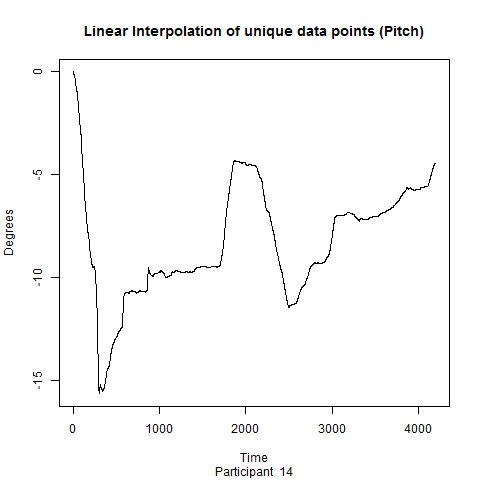 Linear Interpolation of unique data points (Pitch)
0
-5
-10
-15
Degrees
0 1000 2000 3000 4000
Time
Participant 14